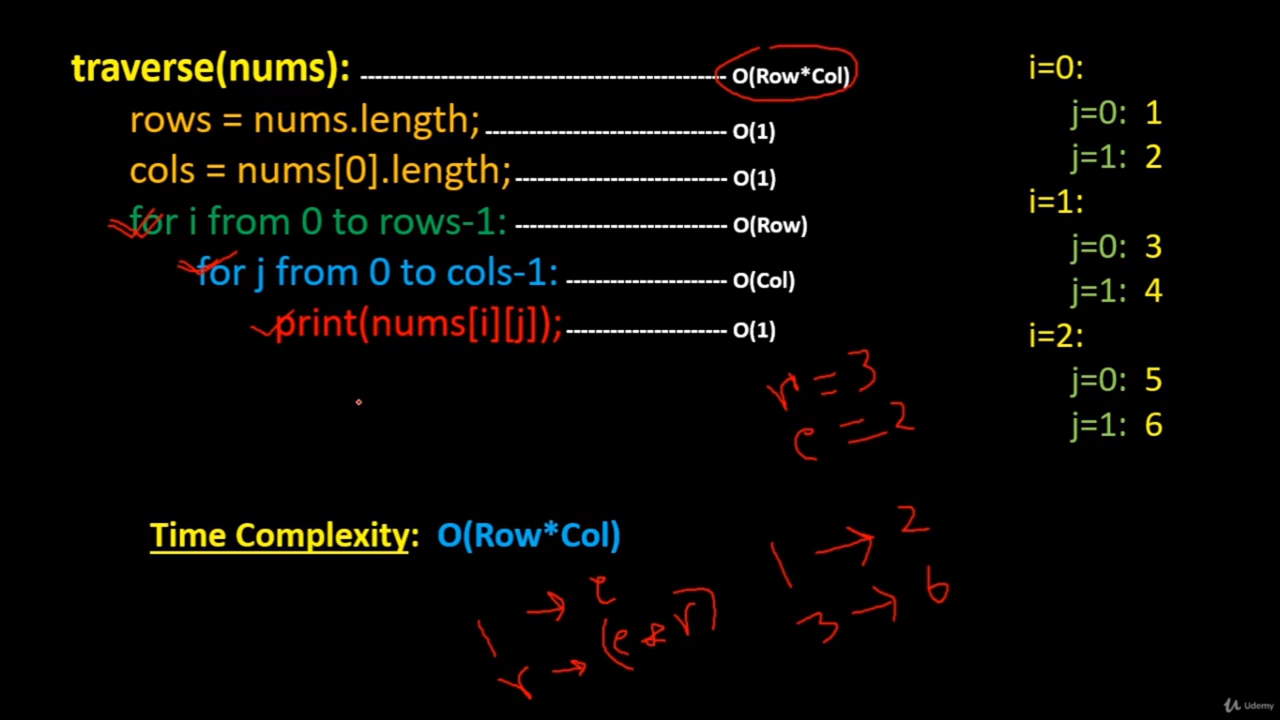 traverse(nums): ------------------------------------------------- O(Row*Col)
rows = nums.length; -------------------------------- O(1)
cols = nums[0].length; ---------------------------- O(1)
for i from 0 to rows-1: ---------------------------- O(Row)
for j from 0 to cols-1: --------------------- O(Col)
print(nums[i][j]); --------------------- O(1)
r = 3
c = 2
Time Complexity: O(Row*Col)
1 → c
r → (c * r)
1 → 2
3 → 6
i=0:
j=0: 1
j=1: 2
i=1:
j=0: 3
j=1: 4
i=2:
j=0: 5
j=1: 6
Udemy